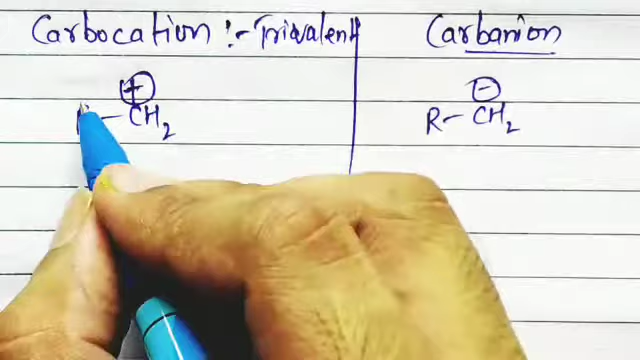 Carbocation :- Trivalent
⊕
- CH2
Carbanion
⊖
R - CH2